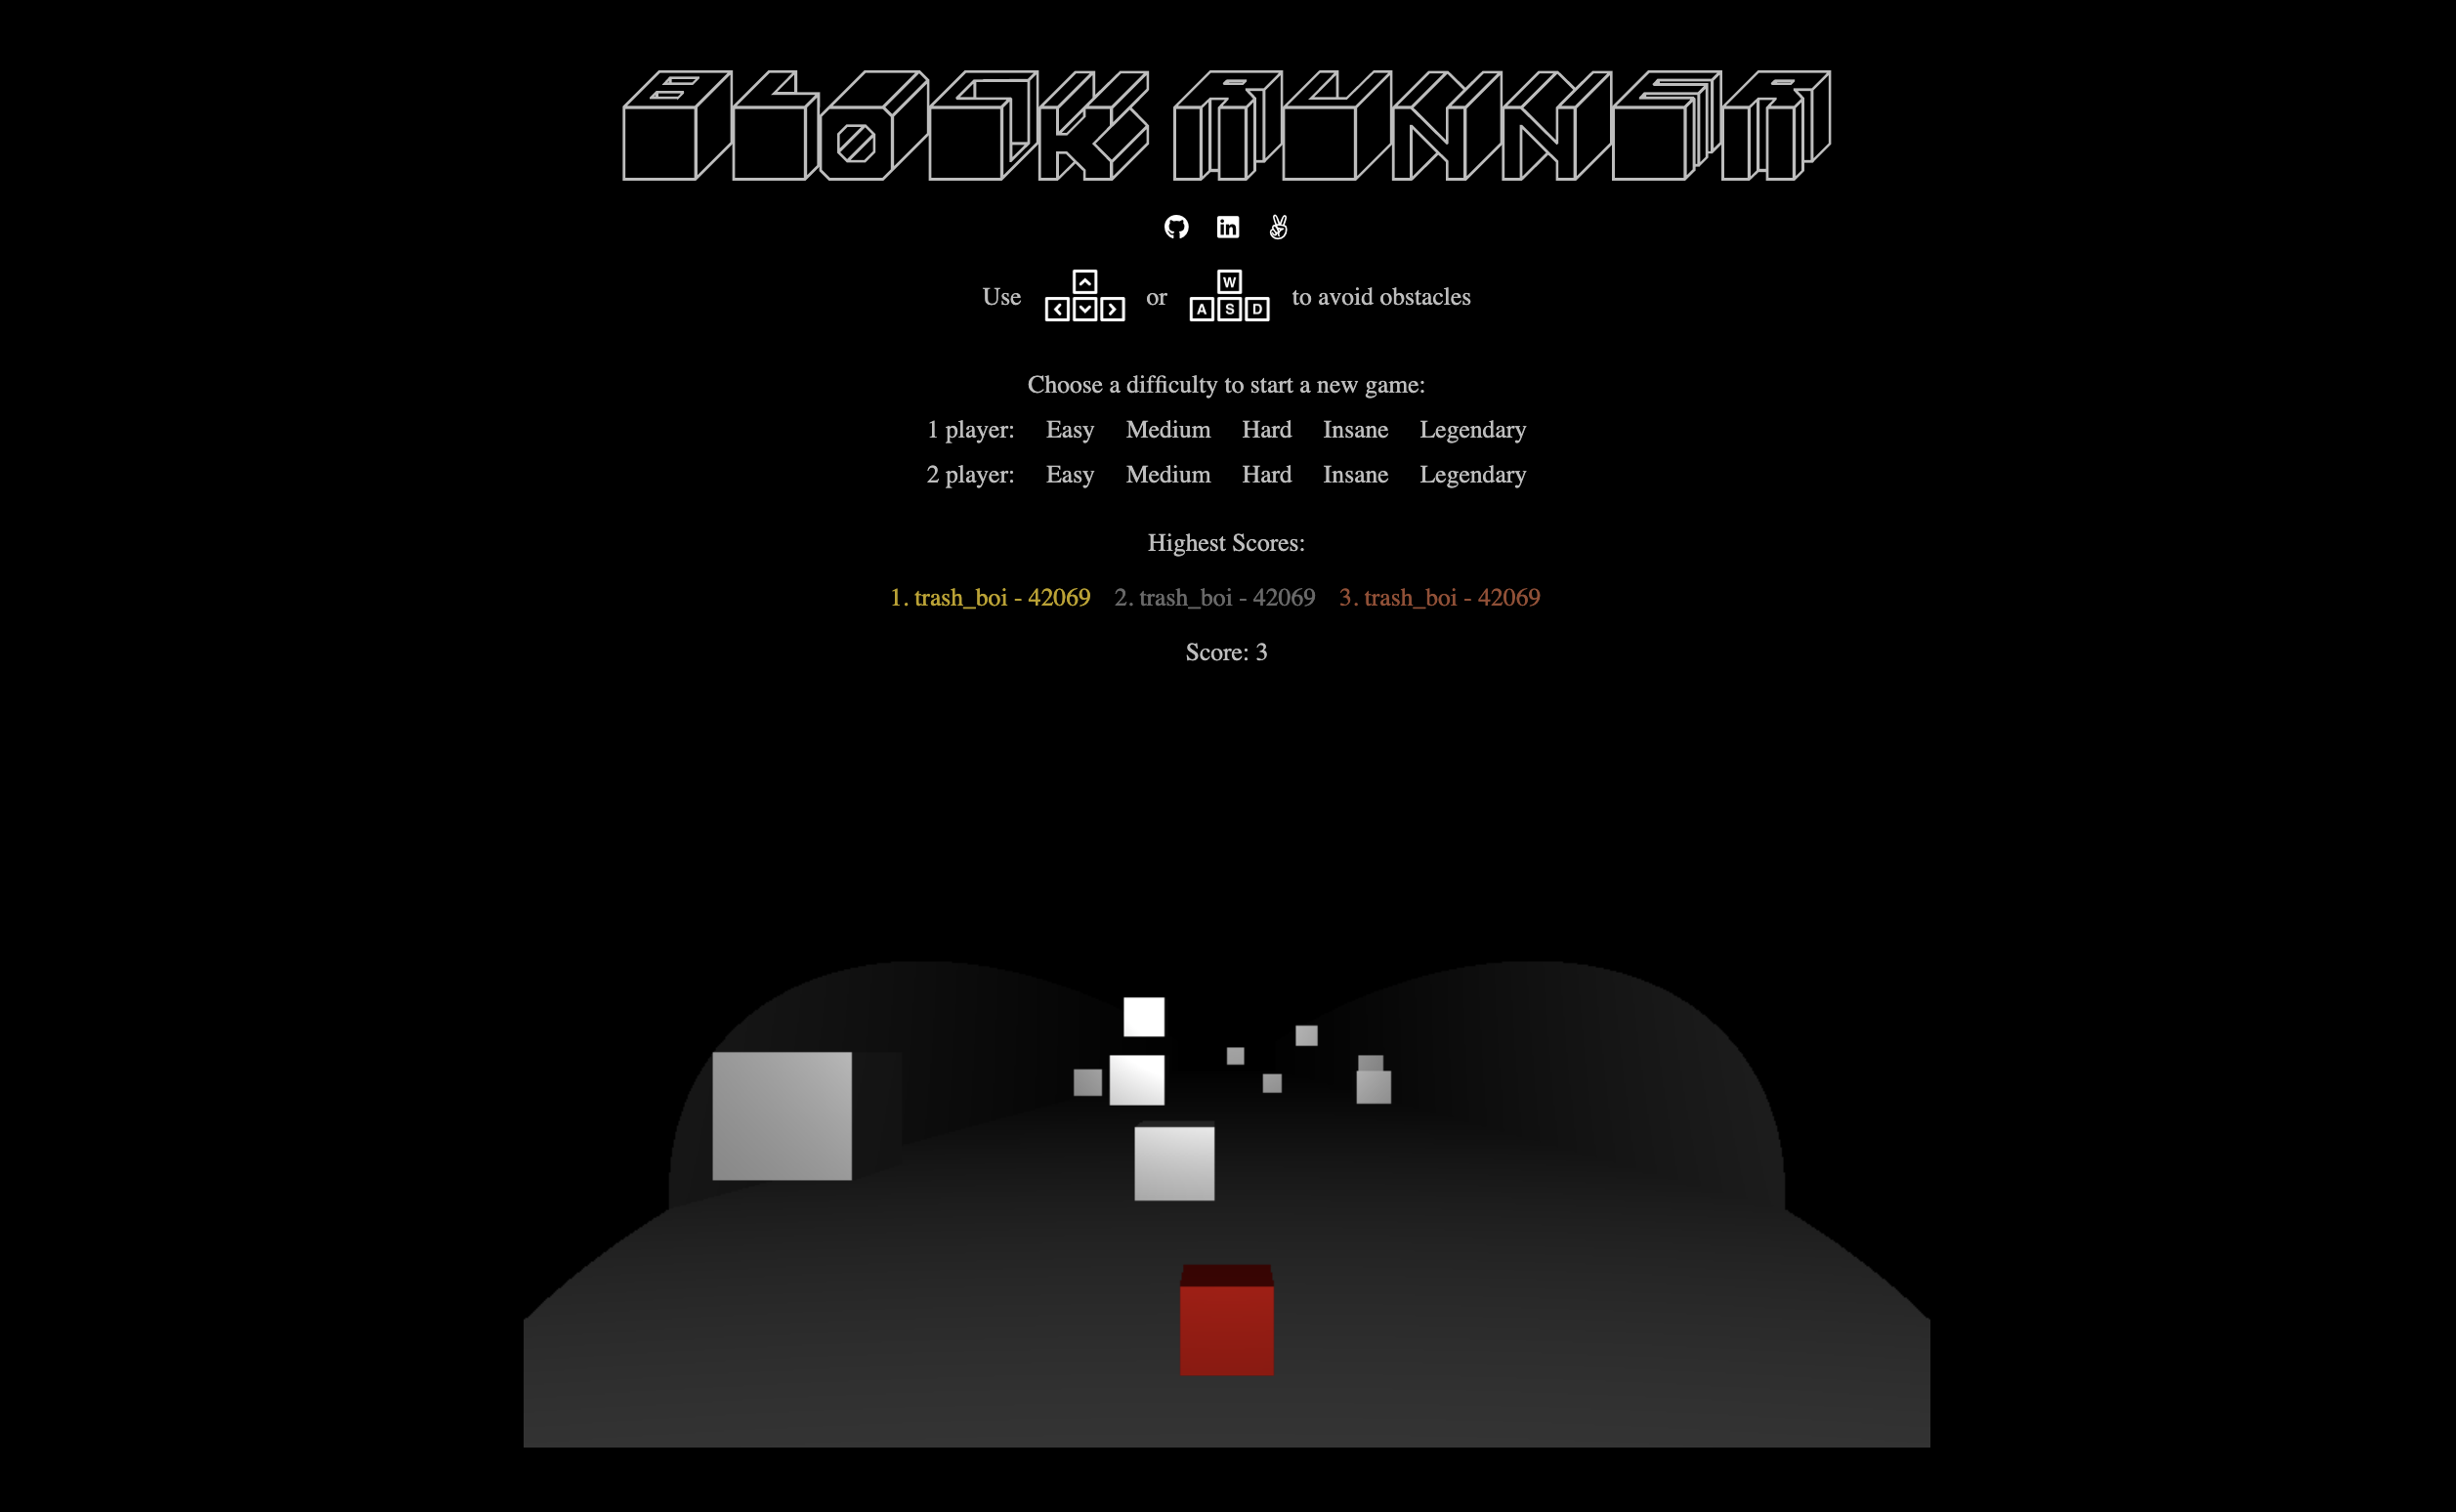 BLOCK RUNNER
Use or W A S D to avoid obstacles
Choose a difficulty to start a new game:
1 player: Easy Medium Hard Insane Legendary
2 player: Easy Medium Hard Insane Legendary
Highest Scores:
1. trash_boi - 42069 2. trash_boi - 42069 3. trash_boi - 42069
Score: 3